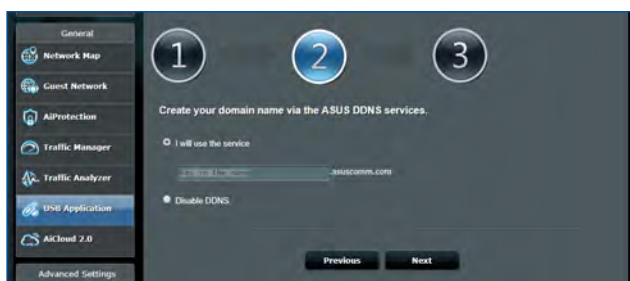 General
Network Map
Guest Network
AiProtection
Traffic Manager
Traffic Analyzer
USB Application
AiCloud 2.0
Advanced Settings
1 2 3
Create your domain name via the ASUS DDNS services.
I will use the service
.asuscomm.com
Disable DDNS
Previous Next